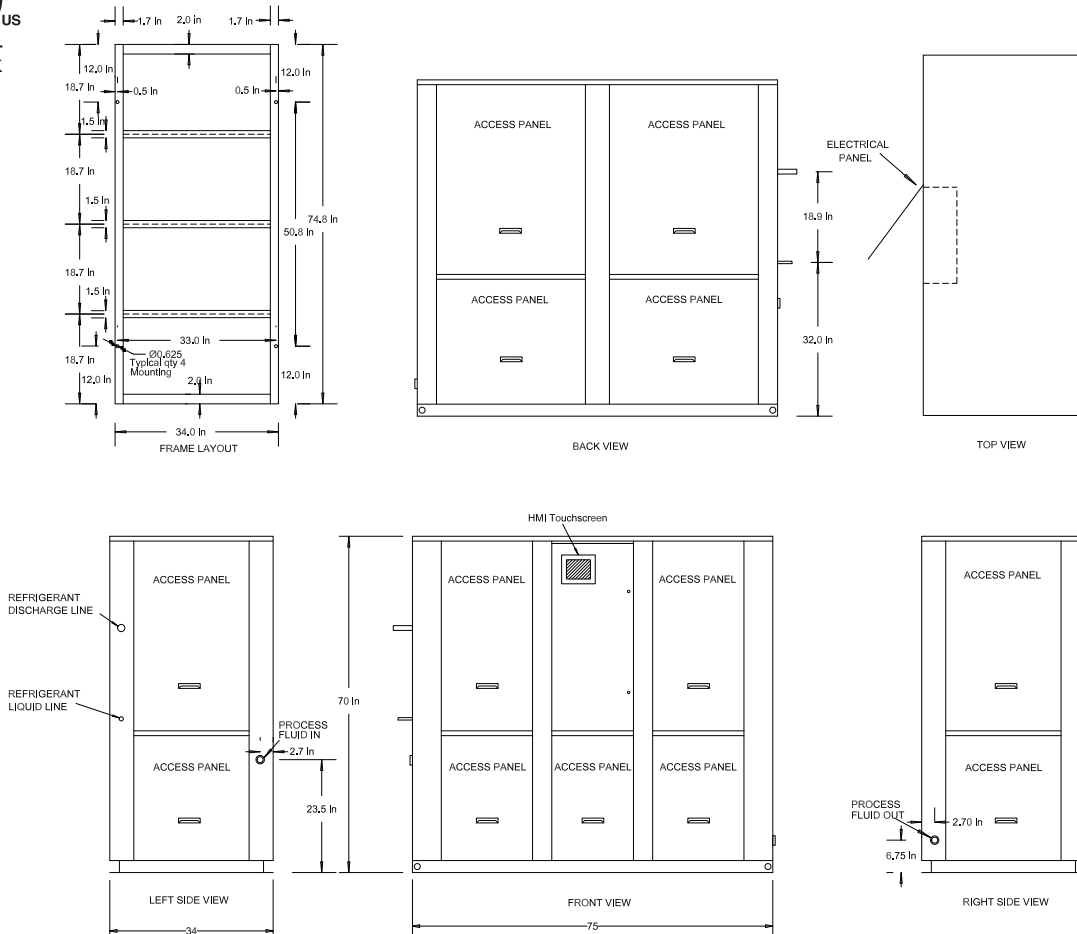 US
1.7 In
2.0 in
1.7 In
12.0 In
12.0 In
18.7 In
0.5 In
0.5 In
1.5 In
18.7 In
1.5 In
74.8 In
50.8 In
18.7 In
1.5 In
33.0 In
Ø0.625
Typical qty 4
Mounting
18.7 In
12.0 In
2.0 In
12.0 In
34.0 In
FRAME LAYOUT
ACCESS PANEL
ACCESS PANEL
ACCESS PANEL
ACCESS PANEL
18.9 In
32.0 In
BACK VIEW
ELECTRICAL
PANEL
TOP VIEW
REFRIGERANT
DISCHARGE LINE
REFRIGERANT
LIQUID LINE
ACCESS PANEL
ACCESS PANEL
PROCESS
FLUID IN
2.7 In
23.5 In
LEFT SIDE VIEW
34
HMI Touchscreen
ACCESS PANEL
ACCESS PANEL
70 In
ACCESS PANEL
ACCESS PANEL
ACCESS PANEL
FRONT VIEW
75
ACCESS PANEL
ACCESS PANEL
PROCESS
FLUID OUT
2.70 In
6.75 In
RIGHT SIDE VIEW